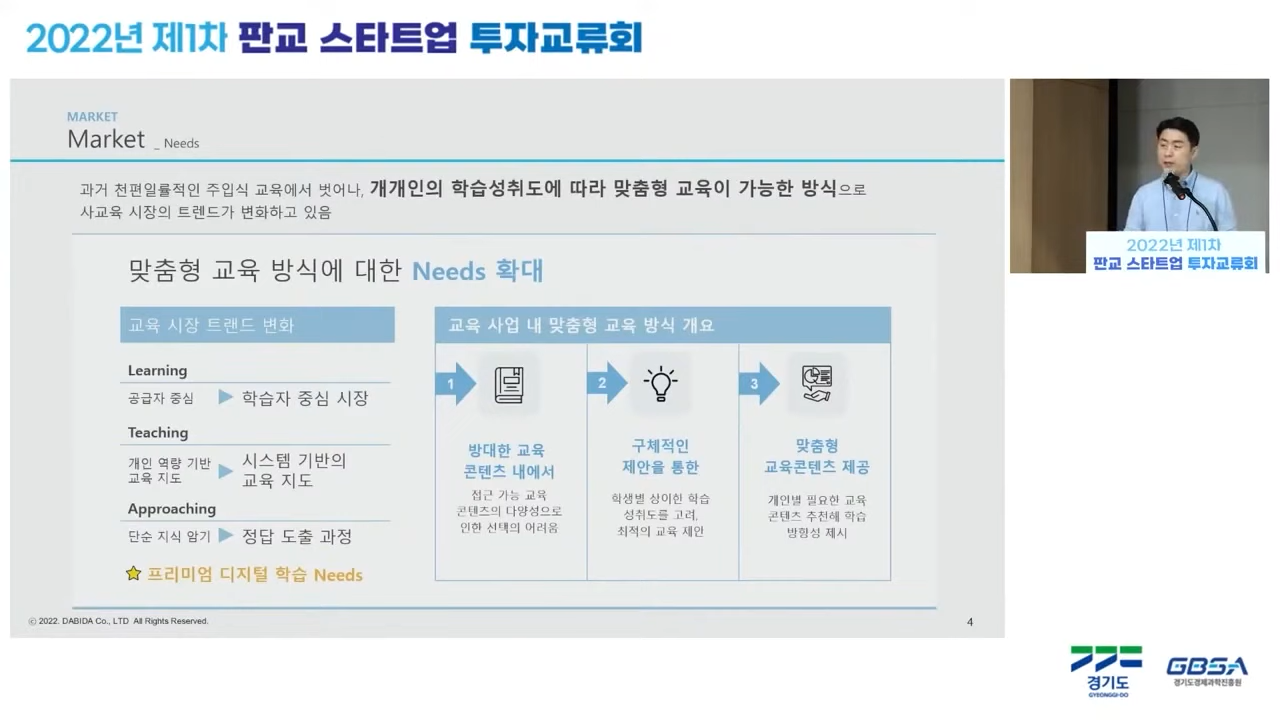 2022년 제1차 판교 스타트업 투자교류회
MARKET
Market _ Needs
과거 천편일률적인 주입식 교육에서 벗어나, 개개인의 학습성취도에 따라 맞춤형 교육이 가능한 방식으로
사교육 시장의 트렌드가 변화하고 있음
맞춤형 교육 방식에 대한 Needs 확대
교육 시장 트랜드 변화
Learning
공급자 중심
학습자 중심 시장
Teaching
개인 역량 기반
교육 지도
시스템 기반의
교육 지도
Approaching
단순 지식 암기
정답 도출 과정
프리미엄 디지털 학습 Needs
교육 사업 내 맞춤형 교육 방식 개요
1
방대한 교육
콘텐츠 내에서
접근 가능 교육
콘텐츠의 다양성으로
인한 선택의 어려움
2
구체적인
제안을 통한
학생별 상이한 학습
성취도를 고려,
최적의 교육 제안
3
맞춤형
교육콘텐츠 제공
개인별 필요한 교육
콘텐츠 추천해 학습
방향성 제시
ⓒ 2022. DABIDA Co., LTD All Rights Reserved.
4
2022년 제1차
판교 스타트업 투자교류회
경기도
GYEONGGI-DO
GBSA
경기도경제과학진흥원